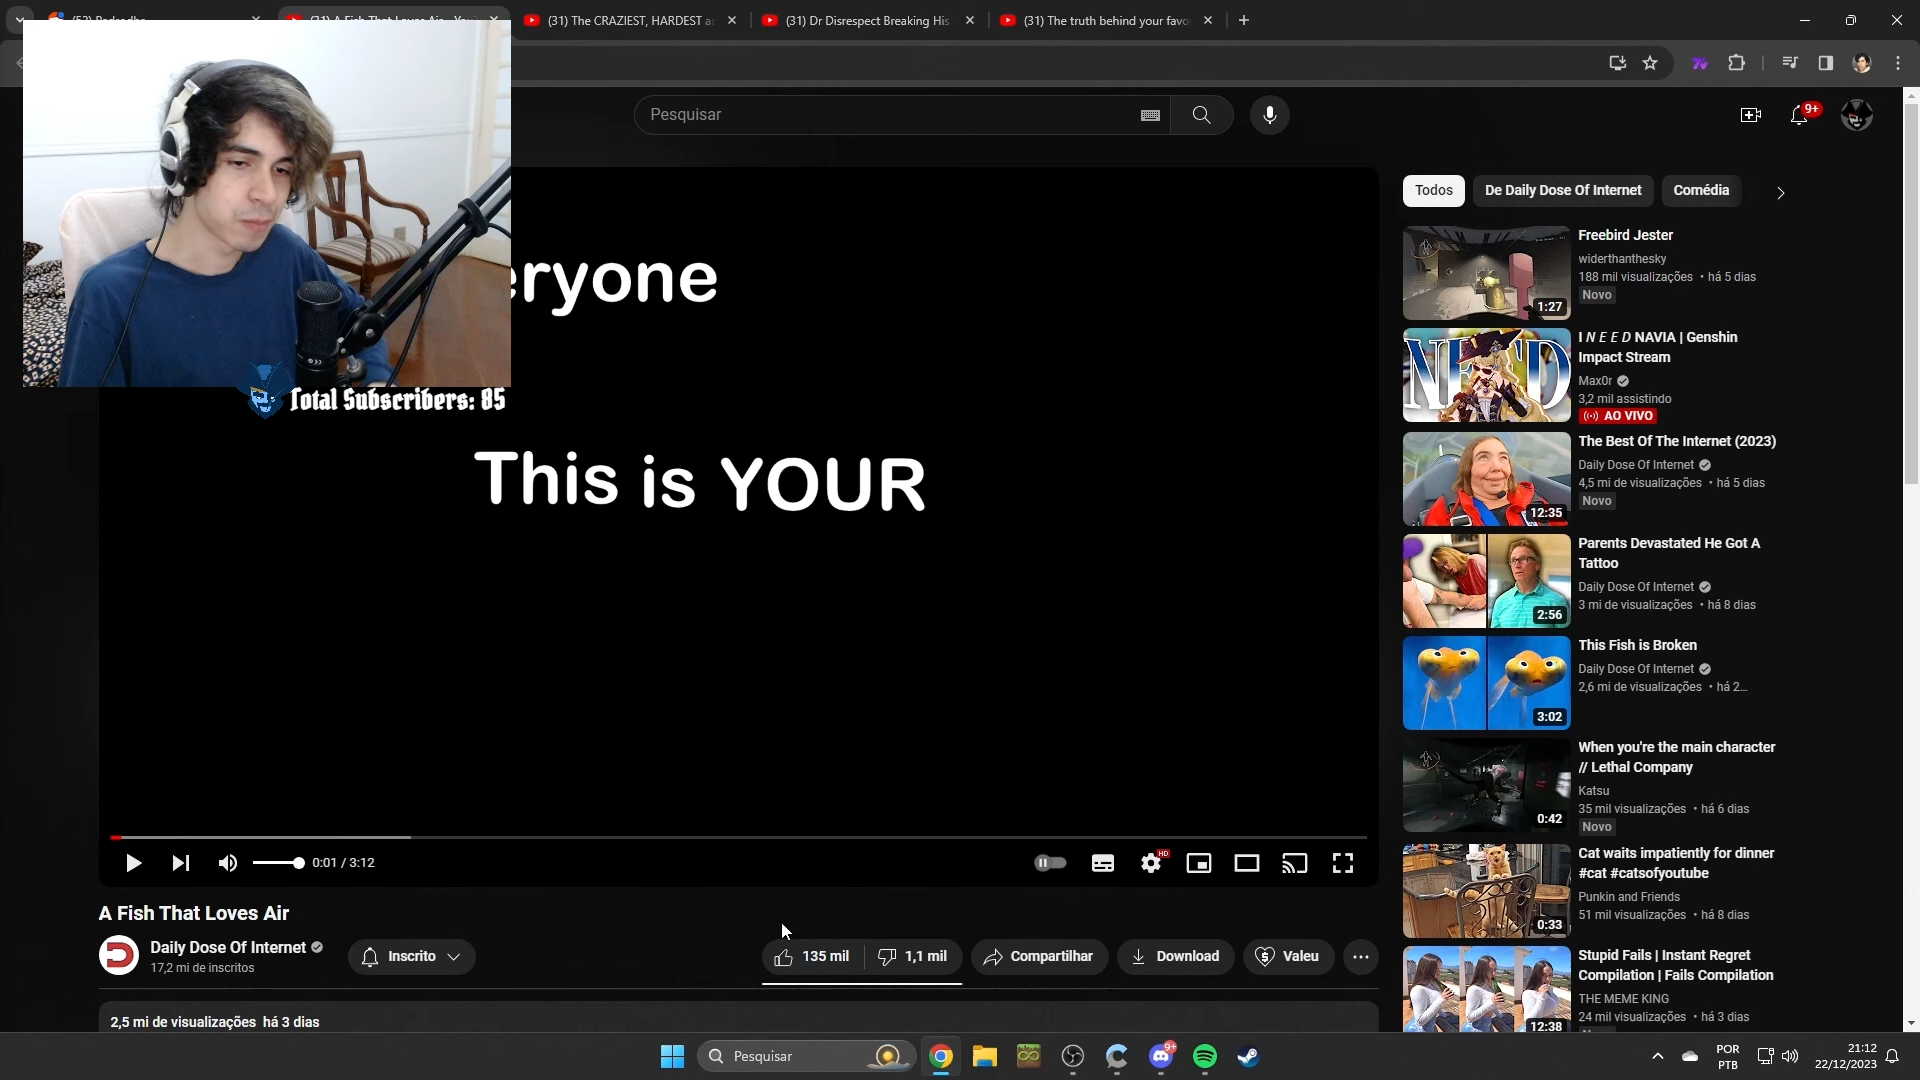 (31) The CRAZIEST, HARDEST a
(31) Dr Disrespect Breaking His
(31) The truth behind your favo
Pesquisar
9+
eryone
This is YOUR
Total Subscribers: 85
0:01 / 3:12
HD
A Fish That Loves Air
Daily Dose Of Internet
17,2 mi de inscritos
Inscrito
135 mil
1,1 mil
Compartilhar
Download
Valeu
2,5 mi de visualizações há 3 dias
Todos
De Daily Dose Of Internet
Comédia
1:27
Freebird Jester
widerthanthesky
188 mil visualizações • há 5 dias
Novo
I N E E D NAVIA | Genshin
Impact Stream
Max0r
3,2 mil assistindo
AO VIVO
12:35
The Best Of The Internet (2023)
Daily Dose Of Internet
4,5 mi de visualizações • há 5 dias
Novo
2:56
Parents Devastated He Got A
Tattoo
Daily Dose Of Internet
3 mi de visualizações • há 8 dias
3:02
This Fish is Broken
Daily Dose Of Internet
2,6 mi de visualizações • há 2...
0:42
When you're the main character
// Lethal Company
Katsu
35 mil visualizações • há 6 dias
Novo
0:33
Cat waits impatiently for dinner
#cat #catsofyoutube
Punkin and Friends
51 mil visualizações • há 8 dias
12:38
Stupid Fails | Instant Regret
Compilation | Fails Compilation
THE MEME KING
24 mil visualizações • há 3 dias
Pesquisar
9+
POR
PTB
21:12
22/12/2023